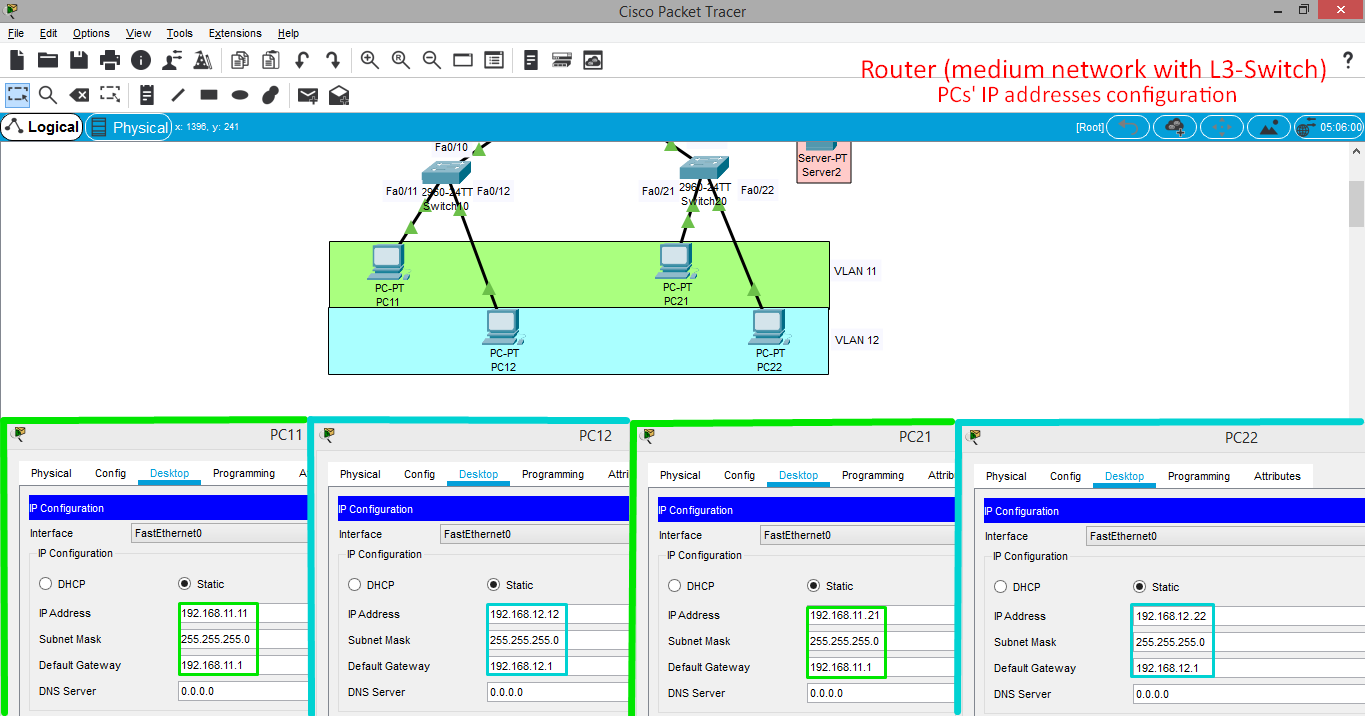 Cisco Packet Tracer
File Edit Options View Tools Extensions Help
Router (medium network with L3-Switch)
PCs' IP addresses configuration
?
Logical Physical x: 1396, y: 241 [Root] 05:06:00
Fa0/10
Server-PT
Server2
Fa0/11 2960-24TT Fa0/12
Switch10
Fa0/21 2960-24TT Fa0/22
Switch20
PC-PT
PC11
PC-PT
PC21
VLAN 11
PC-PT
PC12
PC-PT
PC22
VLAN 12
PC11
Physical Config Desktop Programming A
IP Configuration
Interface FastEthernet0
IP Configuration
DHCP Static
IP Address 192.168.11.11
Subnet Mask 255.255.255.0
Default Gateway 192.168.11.1
DNS Server 0.0.0.0
PC12
Physical Config Desktop Programming Attri
IP Configuration
Interface FastEthernet0
IP Configuration
DHCP Static
IP Address 192.168.12.12
Subnet Mask 255.255.255.0
Default Gateway 192.168.12.1
DNS Server 0.0.0.0
PC21
Physical Config Desktop Programming Attrib
IP Configuration
Interface FastEthernet0
IP Configuration
DHCP Static
IP Address 192.168.11.21
Subnet Mask 255.255.255.0
Default Gateway 192.168.11.1
DNS Server 0.0.0.0
PC22
Physical Config Desktop Programming Attributes
IP Configuration
Interface FastEthernet0
IP Configuration
DHCP Static
IP Address 192.168.12.22
Subnet Mask 255.255.255.0
Default Gateway 192.168.12.1
DNS Server 0.0.0.0